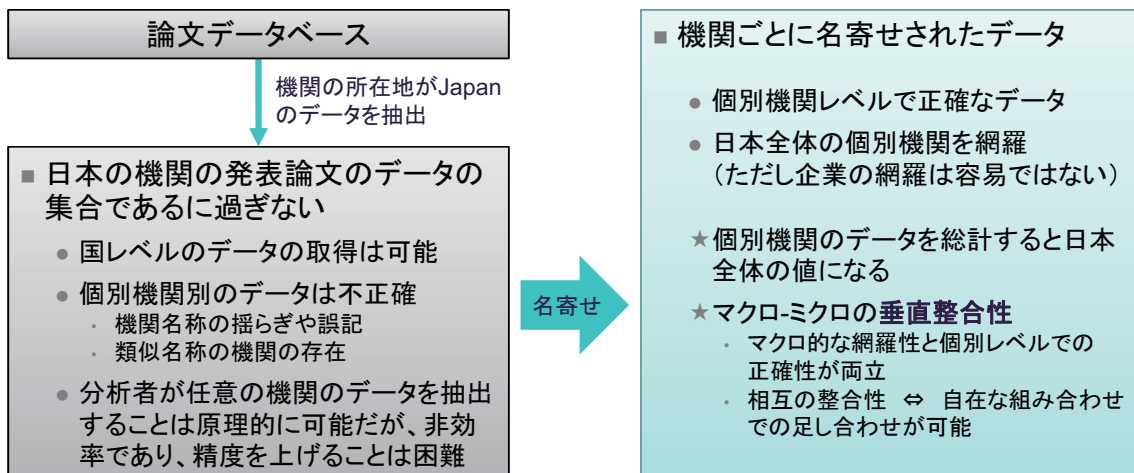 論文データベース
機関の所在地がJapan
のデータを抽出
■ 日本の機関の発表論文のデータの
集合であるに過ぎない
● 国レベルのデータの取得は可能
● 個別機関別のデータは不正確
・ 機関名称の揺らぎや誤記
・ 類似名称の機関の存在
● 分析者が任意の機関のデータを抽出
することは原理的に可能だが、非効
率であり、精度を上げることは困難
名寄せ
■ 機関ごとに名寄せされたデータ
● 個別機関レベルで正確なデータ
● 日本全体の個別機関を網羅
（ただし企業の網羅は容易ではない）
★個別機関のデータを総計すると日本
全体の値になる
★マクロ-ミクロの垂直整合性
・ マクロ的な網羅性と個別レベルでの
正確性が両立
・ 相互の整合性 ⇔ 自在な組み合わせ
での足し合わせが可能